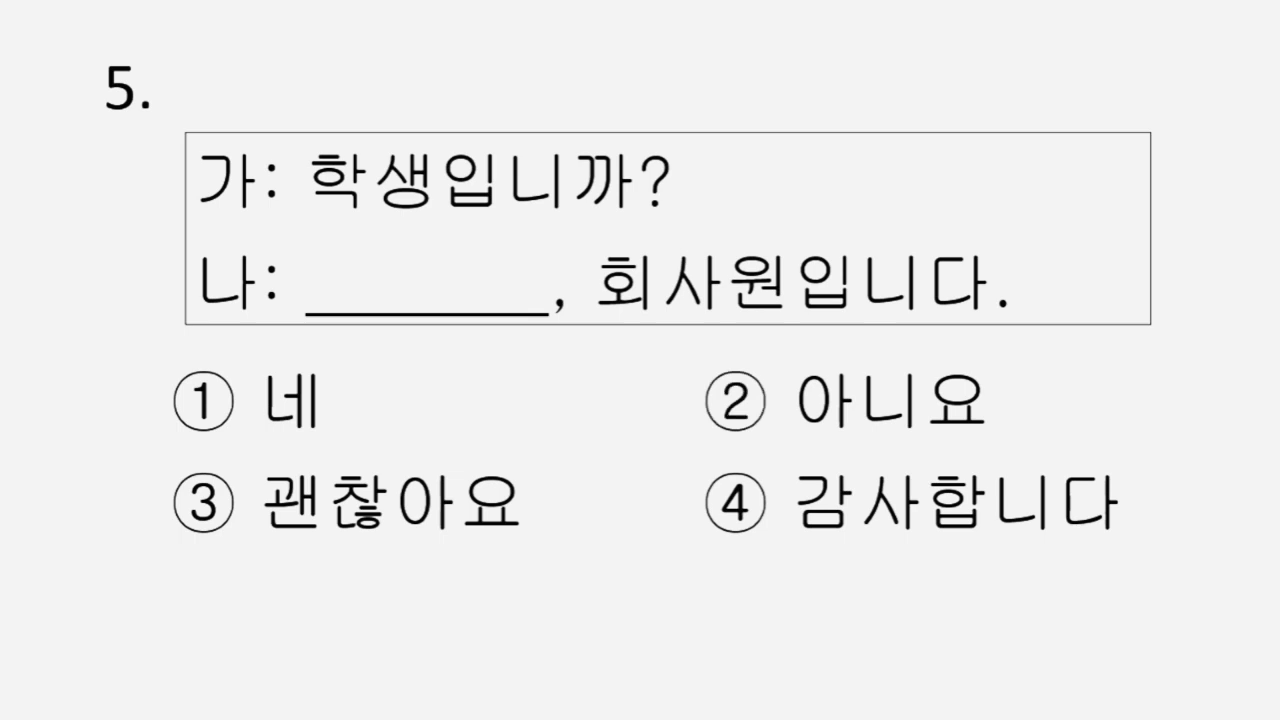 5.
가: 학생입니까?
나: ________, 회사원입니다.
① 네 ② 아니요
③ 괜찮아요 ④ 감사합니다